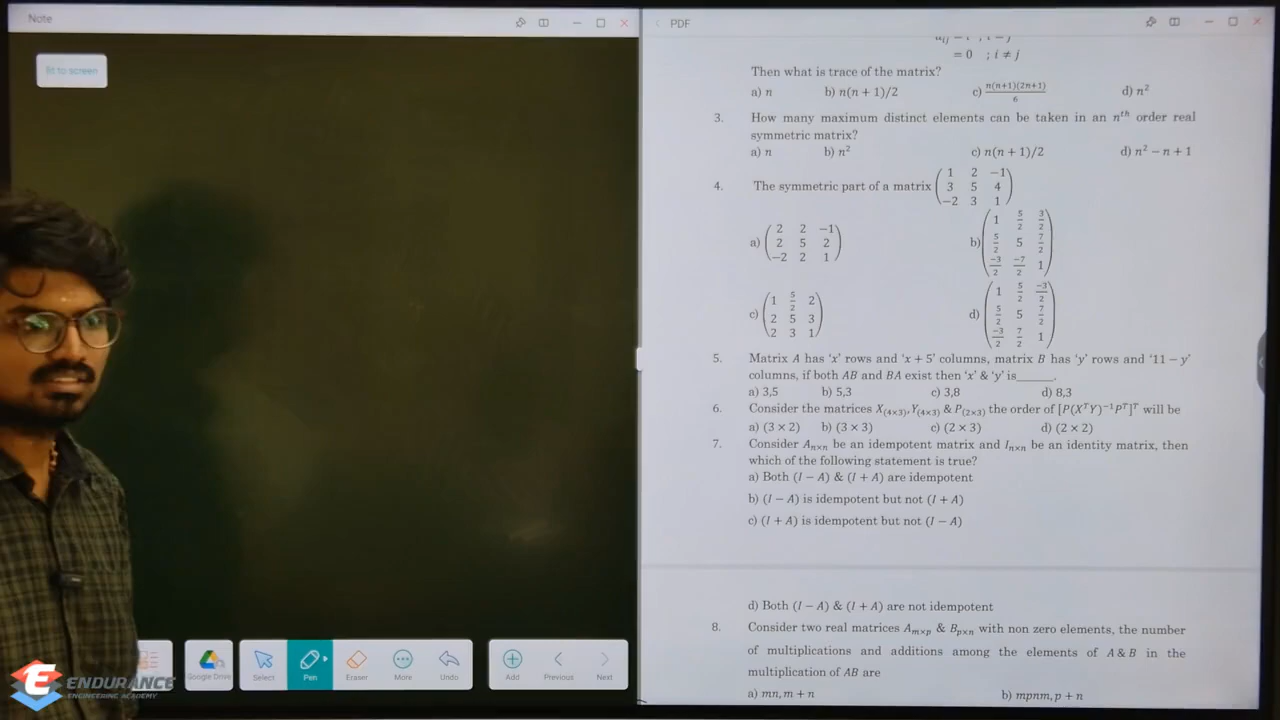 Note
PDF
fit to screen
= 0 ; i ≠ j
Then what is trace of the matrix?
a) n b) n(n + 1)/2 c) n(n+1)(2n+1)/6 d) n²
3. How many maximum distinct elements can be taken in an nᵗʰ order real
symmetric matrix?
a) n b) n² c) n(n + 1)/2 d) n² − n + 1
4. The symmetric part of a matrix (1 2 −1
3 5 4
−2 3 1)
a) (2 2 −1
2 5 2
−2 2 1)
b) (1 5/2 3/2
5/2 5 7/2
−3/2 −7/2 1)
c) (1 5/2 2
2 5 3
2 3 1)
d) (1 5/2 −3/2
5/2 5 7/2
−3/2 7/2 1)
5. Matrix A has ‘x’ rows and ‘x + 5’ columns, matrix B has ‘y’ rows and ‘11 − y’
columns, if both AB and BA exist then ‘x’ & ‘y’ is_____.
a) 3,5 b) 5,3 c) 3,8 d) 8,3
6. Consider the matrices X₍₄ₓ₃₎, Y₍₄ₓ₃₎ & P₍₂ₓ₃₎ the order of [P(XᵀY)⁻¹Pᵀ]ᵀ will be
a) (3 × 2) b) (3 × 3) c) (2 × 3) d) (2 × 2)
7. Consider Aₙₓₙ be an idempotent matrix and Iₙₓₙ be an identity matrix, then
which of the following statement is true?
a) Both (I − A) & (I + A) are idempotent
b) (I − A) is idempotent but not (I + A)
c) (I + A) is idempotent but not (I − A)
d) Both (I − A) & (I + A) are not idempotent
8. Consider two real matrices Aₘₓₚ & Bₚₓₙ with non zero elements, the number
of multiplications and additions among the elements of A & B in the
multiplication of AB are
a) mn, m + n b) mpnm, p + n
Google Drive Select Pen Eraser More Undo Add Previous Next
ENDURANCE
ENGINEERING ACADEMY